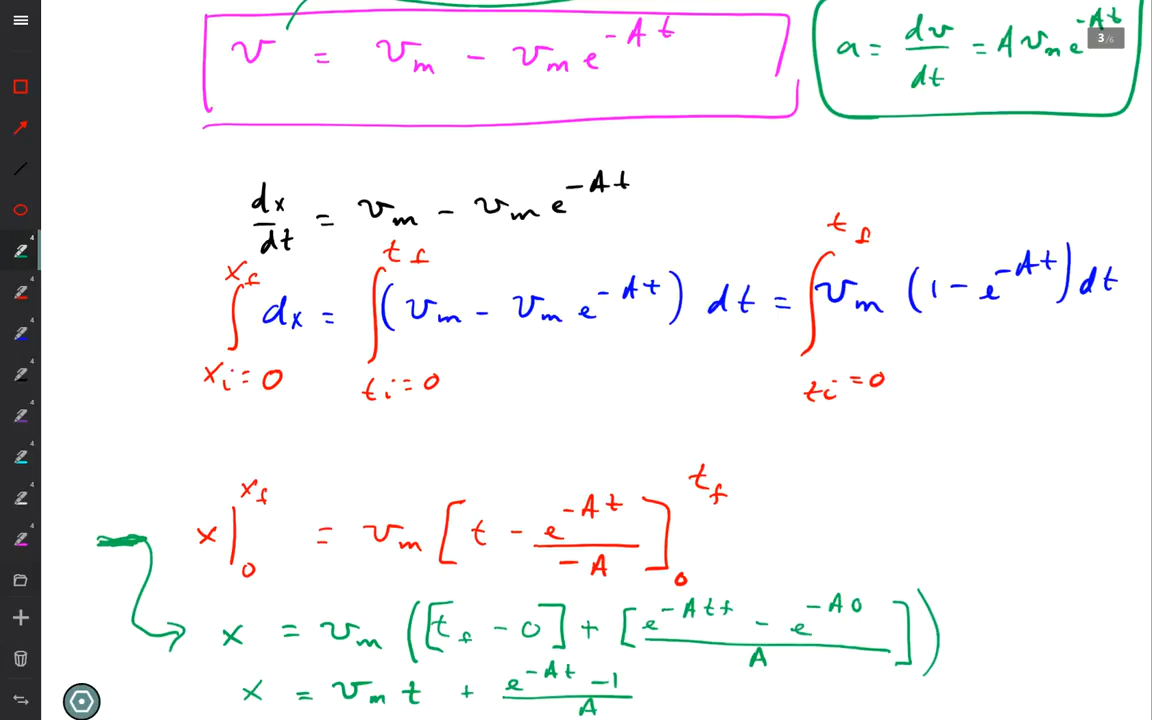 v = v_m - v_m e^{-At}
a = dv/dt = A v_m e^{-At}
3/6
dx/dt = v_m - v_m e^{-At}
∫_{x_i=0}^{x_f} dx = ∫_{t_i=0}^{t_f} (v_m - v_m e^{-At}) dt = ∫_{t_i=0}^{t_f} v_m (1 - e^{-At}) dt
x |_0^{x_f} = v_m [t - e^{-At}/-A]_0^{t_f}
x = v_m ([t_f - 0] + [e^{-At_f} - e^{-A0} / A])
x = v_m t + e^{-At} - 1 / A